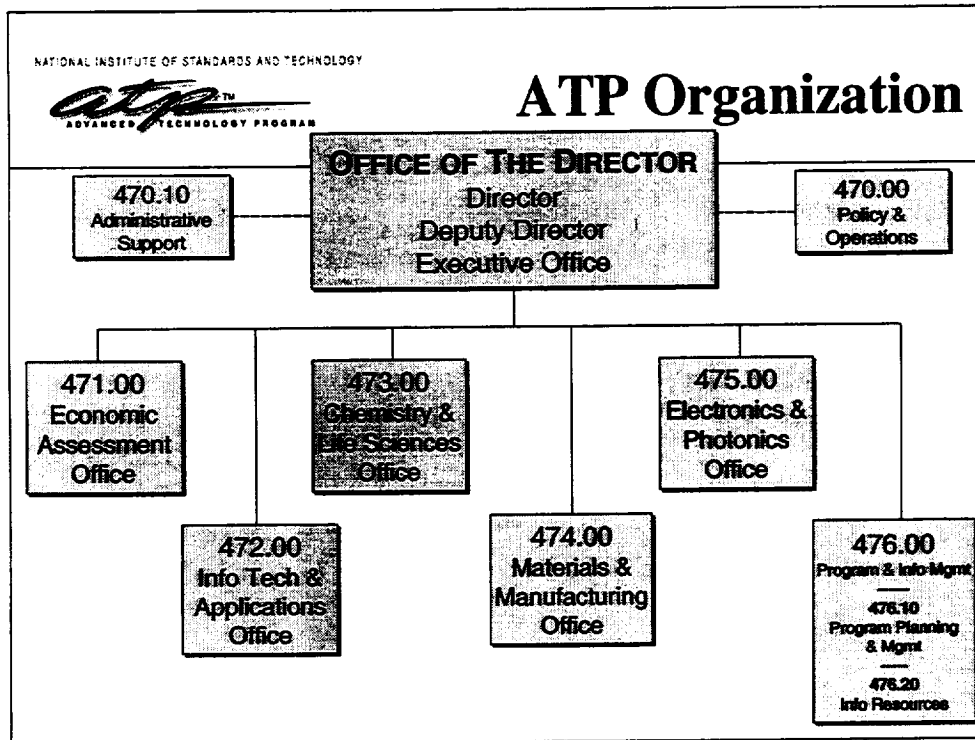 NATIONAL INSTITUTE OF STANDARDS AND TECHNOLOGY
atp™
ADVANCED TECHNOLOGY PROGRAM
ATP Organization
OFFICE OF THE DIRECTOR
Director
Deputy Director
Executive Office
470.10
Administrative
Support
470.00
Policy &
Operations
471.00
Economic
Assessment
Office
473.00
Chemistry &
Life Sciences
Office
475.00
Electronics &
Photonics
Office
472.00
Info Tech &
Applications
Office
474.00
Materials &
Manufacturing
Office
476.00
Program & Info Mgmt
476.10
Program Planning
& Mgmt
476.20
Info Resources